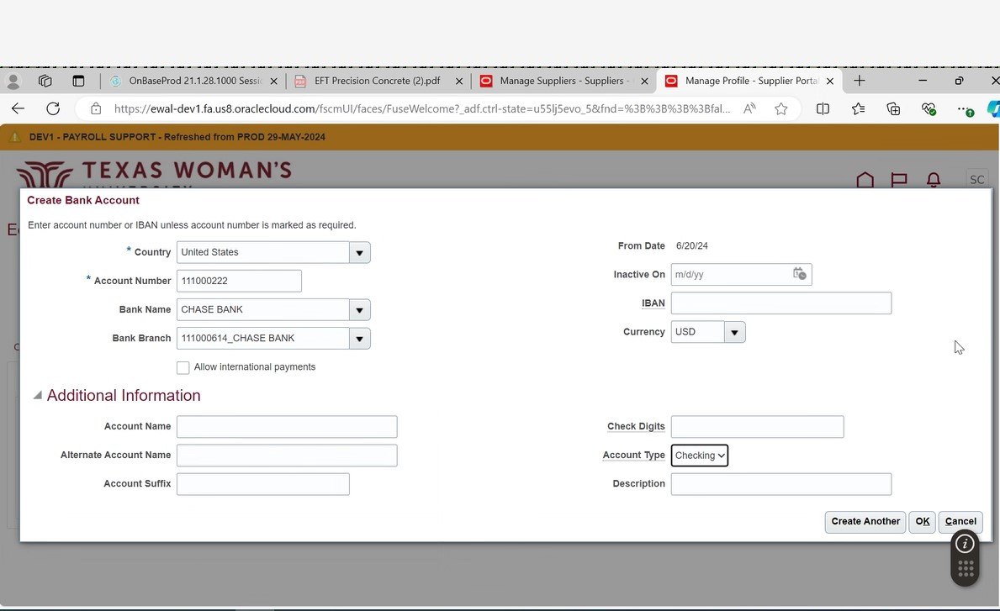 OnBaseProd 21.1.28.1000 Sessi
EFT Precision Concrete (2).pdf
Manage Suppliers - Suppliers -
Manage Profile - Supplier Porta
https://ewal-dev1.fa.us8.oraclecloud.com/fscmUI/faces/FuseWelcome?_adf.ctrl-state=u55lj5evo_5&fnd=%3B%3B%3B%3Bfal...
DEV1 - PAYROLL SUPPORT - Refreshed from PROD 29-MAY-2024
TEXAS WOMAN'S
SC
Create Bank Account
Enter account number or IBAN unless account number is marked as required.
* Country United States
* Account Number 111000222
Bank Name CHASE BANK
Bank Branch 111000614_CHASE BANK
Allow international payments
From Date 6/20/24
Inactive On m/d/yy
IBAN
Currency USD
Additional Information
Account Name
Alternate Account Name
Account Suffix
Check Digits
Account Type Checking
Description
Create Another OK Cancel